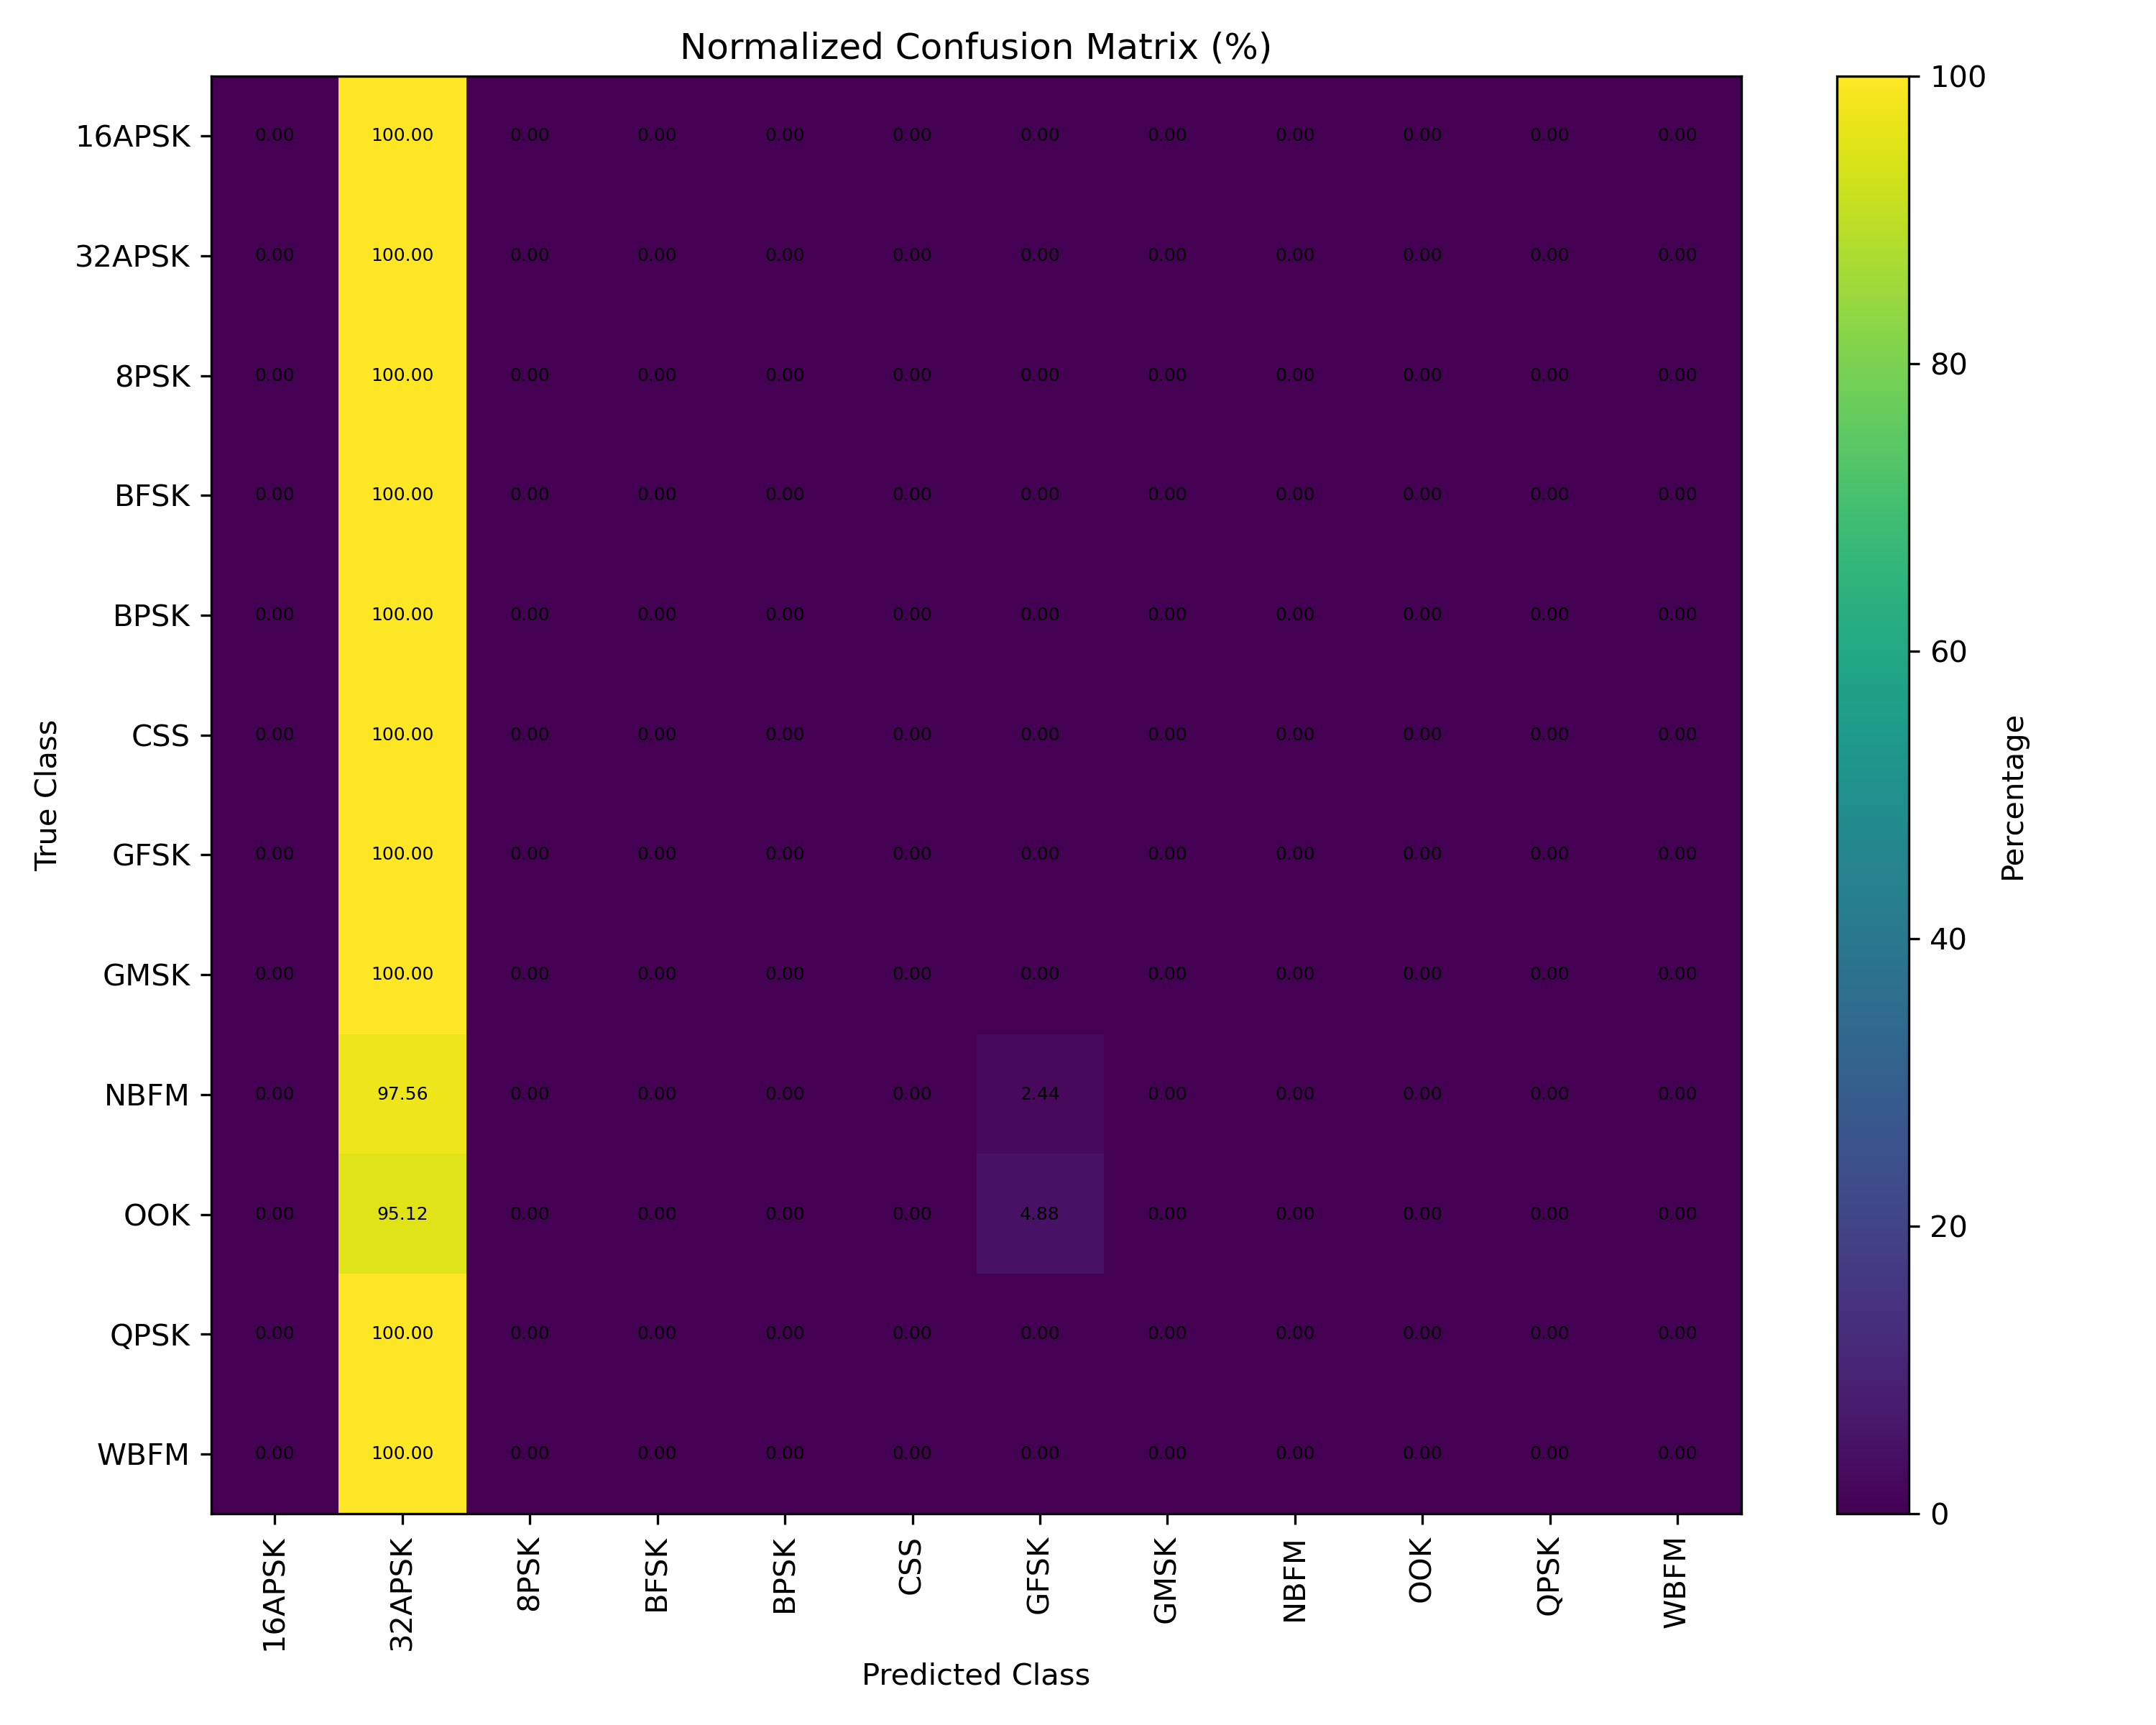 Normalized Confusion Matrix (%)
16APSK 0.00 100.00 0.00 0.00 0.00 0.00 0.00 0.00 0.00 0.00 0.00 0.00
32APSK 0.00 100.00 0.00 0.00 0.00 0.00 0.00 0.00 0.00 0.00 0.00 0.00
8PSK 0.00 100.00 0.00 0.00 0.00 0.00 0.00 0.00 0.00 0.00 0.00 0.00
BFSK 0.00 100.00 0.00 0.00 0.00 0.00 0.00 0.00 0.00 0.00 0.00 0.00
BPSK 0.00 100.00 0.00 0.00 0.00 0.00 0.00 0.00 0.00 0.00 0.00 0.00
CSS 0.00 100.00 0.00 0.00 0.00 0.00 0.00 0.00 0.00 0.00 0.00 0.00
GFSK 0.00 100.00 0.00 0.00 0.00 0.00 0.00 0.00 0.00 0.00 0.00 0.00
GMSK 0.00 100.00 0.00 0.00 0.00 0.00 0.00 0.00 0.00 0.00 0.00 0.00
NBFM 0.00 97.56 0.00 0.00 0.00 0.00 2.44 0.00 0.00 0.00 0.00 0.00
OOK 0.00 95.12 0.00 0.00 0.00 0.00 4.88 0.00 0.00 0.00 0.00 0.00
QPSK 0.00 100.00 0.00 0.00 0.00 0.00 0.00 0.00 0.00 0.00 0.00 0.00
WBFM 0.00 100.00 0.00 0.00 0.00 0.00 0.00 0.00 0.00 0.00 0.00 0.00
True Class
16APSK 32APSK 8PSK BFSK BPSK CSS GFSK GMSK NBFM OOK QPSK WBFM
Predicted Class
100
80
60
40
20
0
Percentage